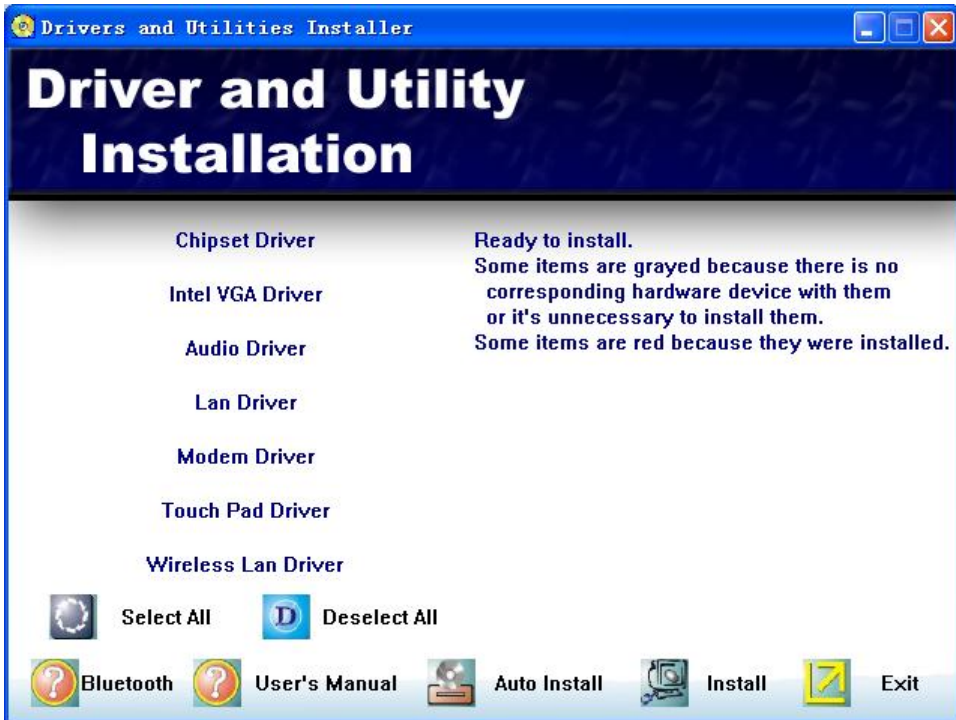 Drivers and Utilities Installer
Driver and Utility
Installation
Chipset Driver
Intel VGA Driver
Audio Driver
Lan Driver
Modem Driver
Touch Pad Driver
Wireless Lan Driver
Ready to install.
Some items are grayed because there is no
corresponding hardware device with them
or it's unnecessary to install them.
Some items are red because they were installed.
Select All
D
Deselect All
Bluetooth
User's Manual
Auto Install
Install
Exit